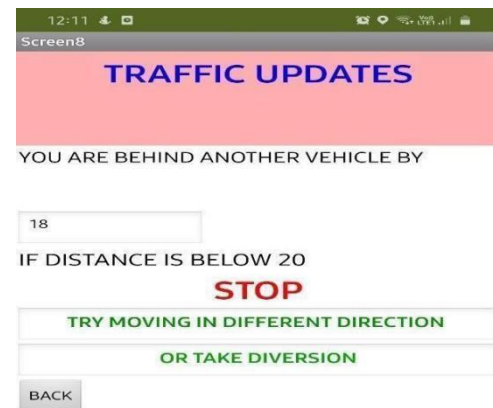 12:11
Screen8
TRAFFIC UPDATES
YOU ARE BEHIND ANOTHER VEHICLE BY
18
IF DISTANCE IS BELOW 20
STOP
TRY MOVING IN DIFFERENT DIRECTION
OR TAKE DIVERSION
BACK